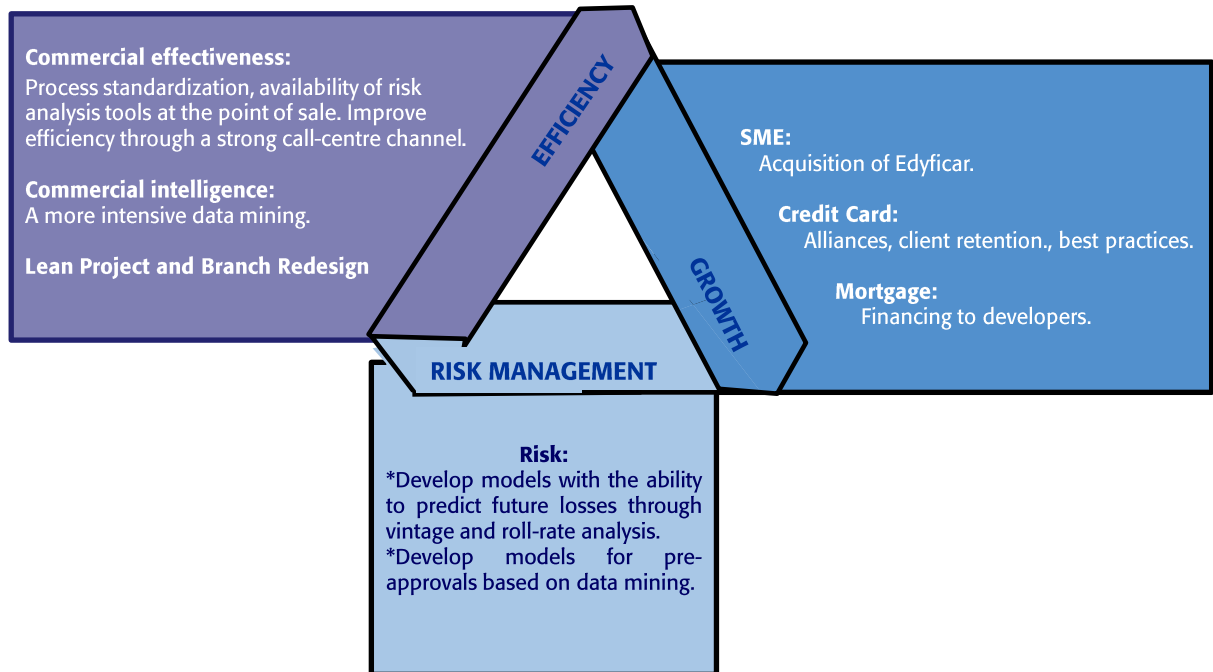 Commercial effectiveness:
Process standardization, availability of risk
analysis tools at the point of sale. Improve
efficiency through a strong call-centre channel.
Commercial intelligence:
A more intensive data mining.
Lean Project and Branch Redesign
EFFICIENCY
SME:
Acquisition of Edyficar.
Credit Card:
Alliances, client retention., best practices.
Mortgage:
Financing to developers.
GROWTH
RISK MANAGEMENT
Risk:
*Develop models with the ability
to predict future losses through
vintage and roll-rate analysis.
*Develop models for pre-
approvals based on data mining.